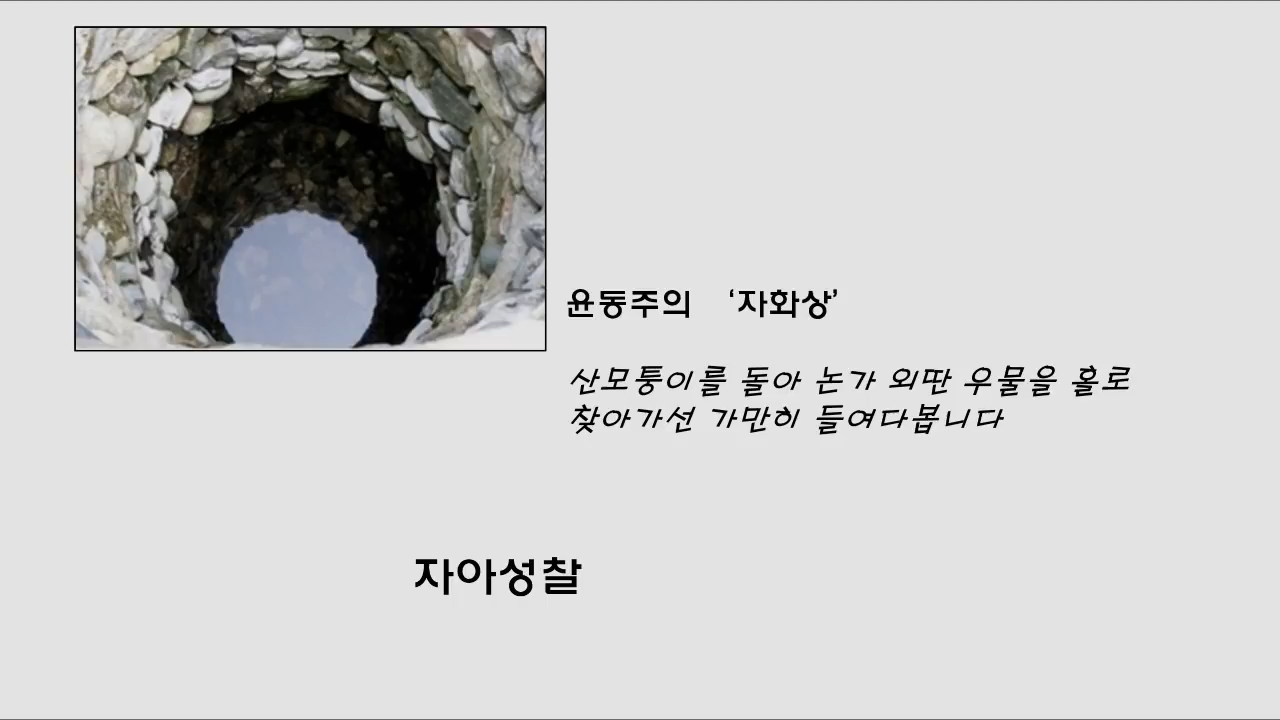 윤동주의 ‘자화상’
산모퉁이를 돌아 논가 외딴 우물을 홀로
찾아가선 가만히 들여다봅니다
자아성찰